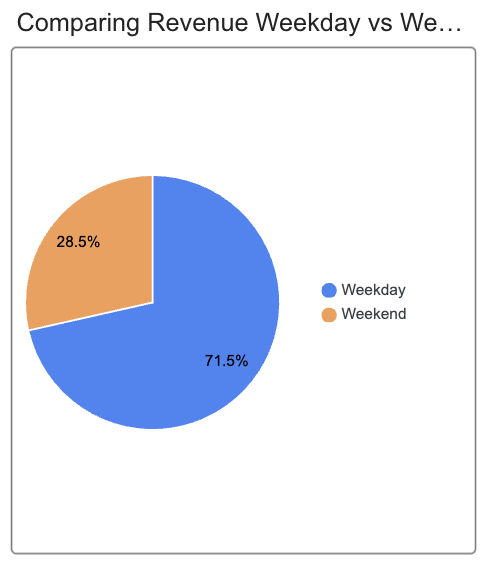 Comparing Revenue Weekday vs We…
28.5%
Weekday
Weekend
71.5%